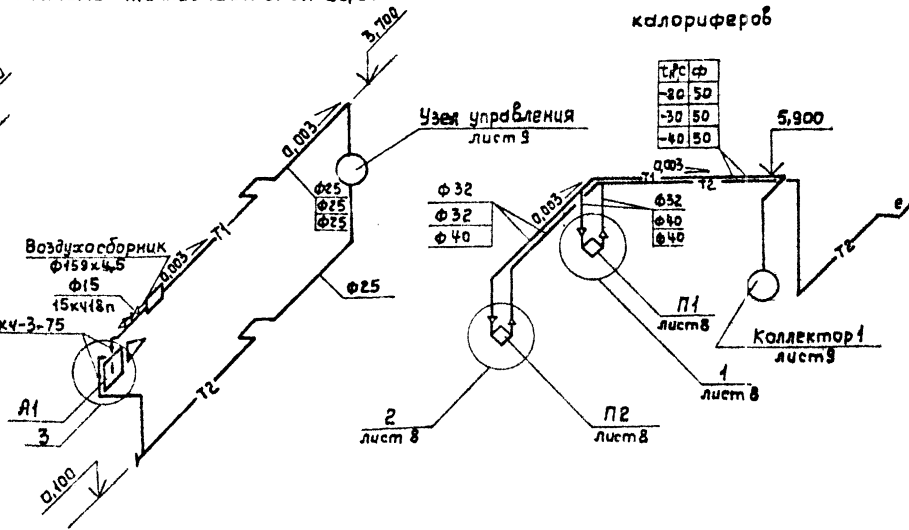 калориферов
3,700
t,°C ф
-20 50
-30 50
-40 50
5,900
Узел управления
лист 9
0,003
0,003
Т1
Т2
е
ф25
ф25
ф25
ф32
ф32
ф40
0,003
ф32
ф40
ф40
Т2
Воздухосборник
ф159х4,5
0,003
Т1
ф15
15кч18п
кч-3-75
ф25
П1
лист 8
Коллектор 1
лист 9
Т2
1
лист 8
А1
3
2
лист 8
П2
лист 8
0,100